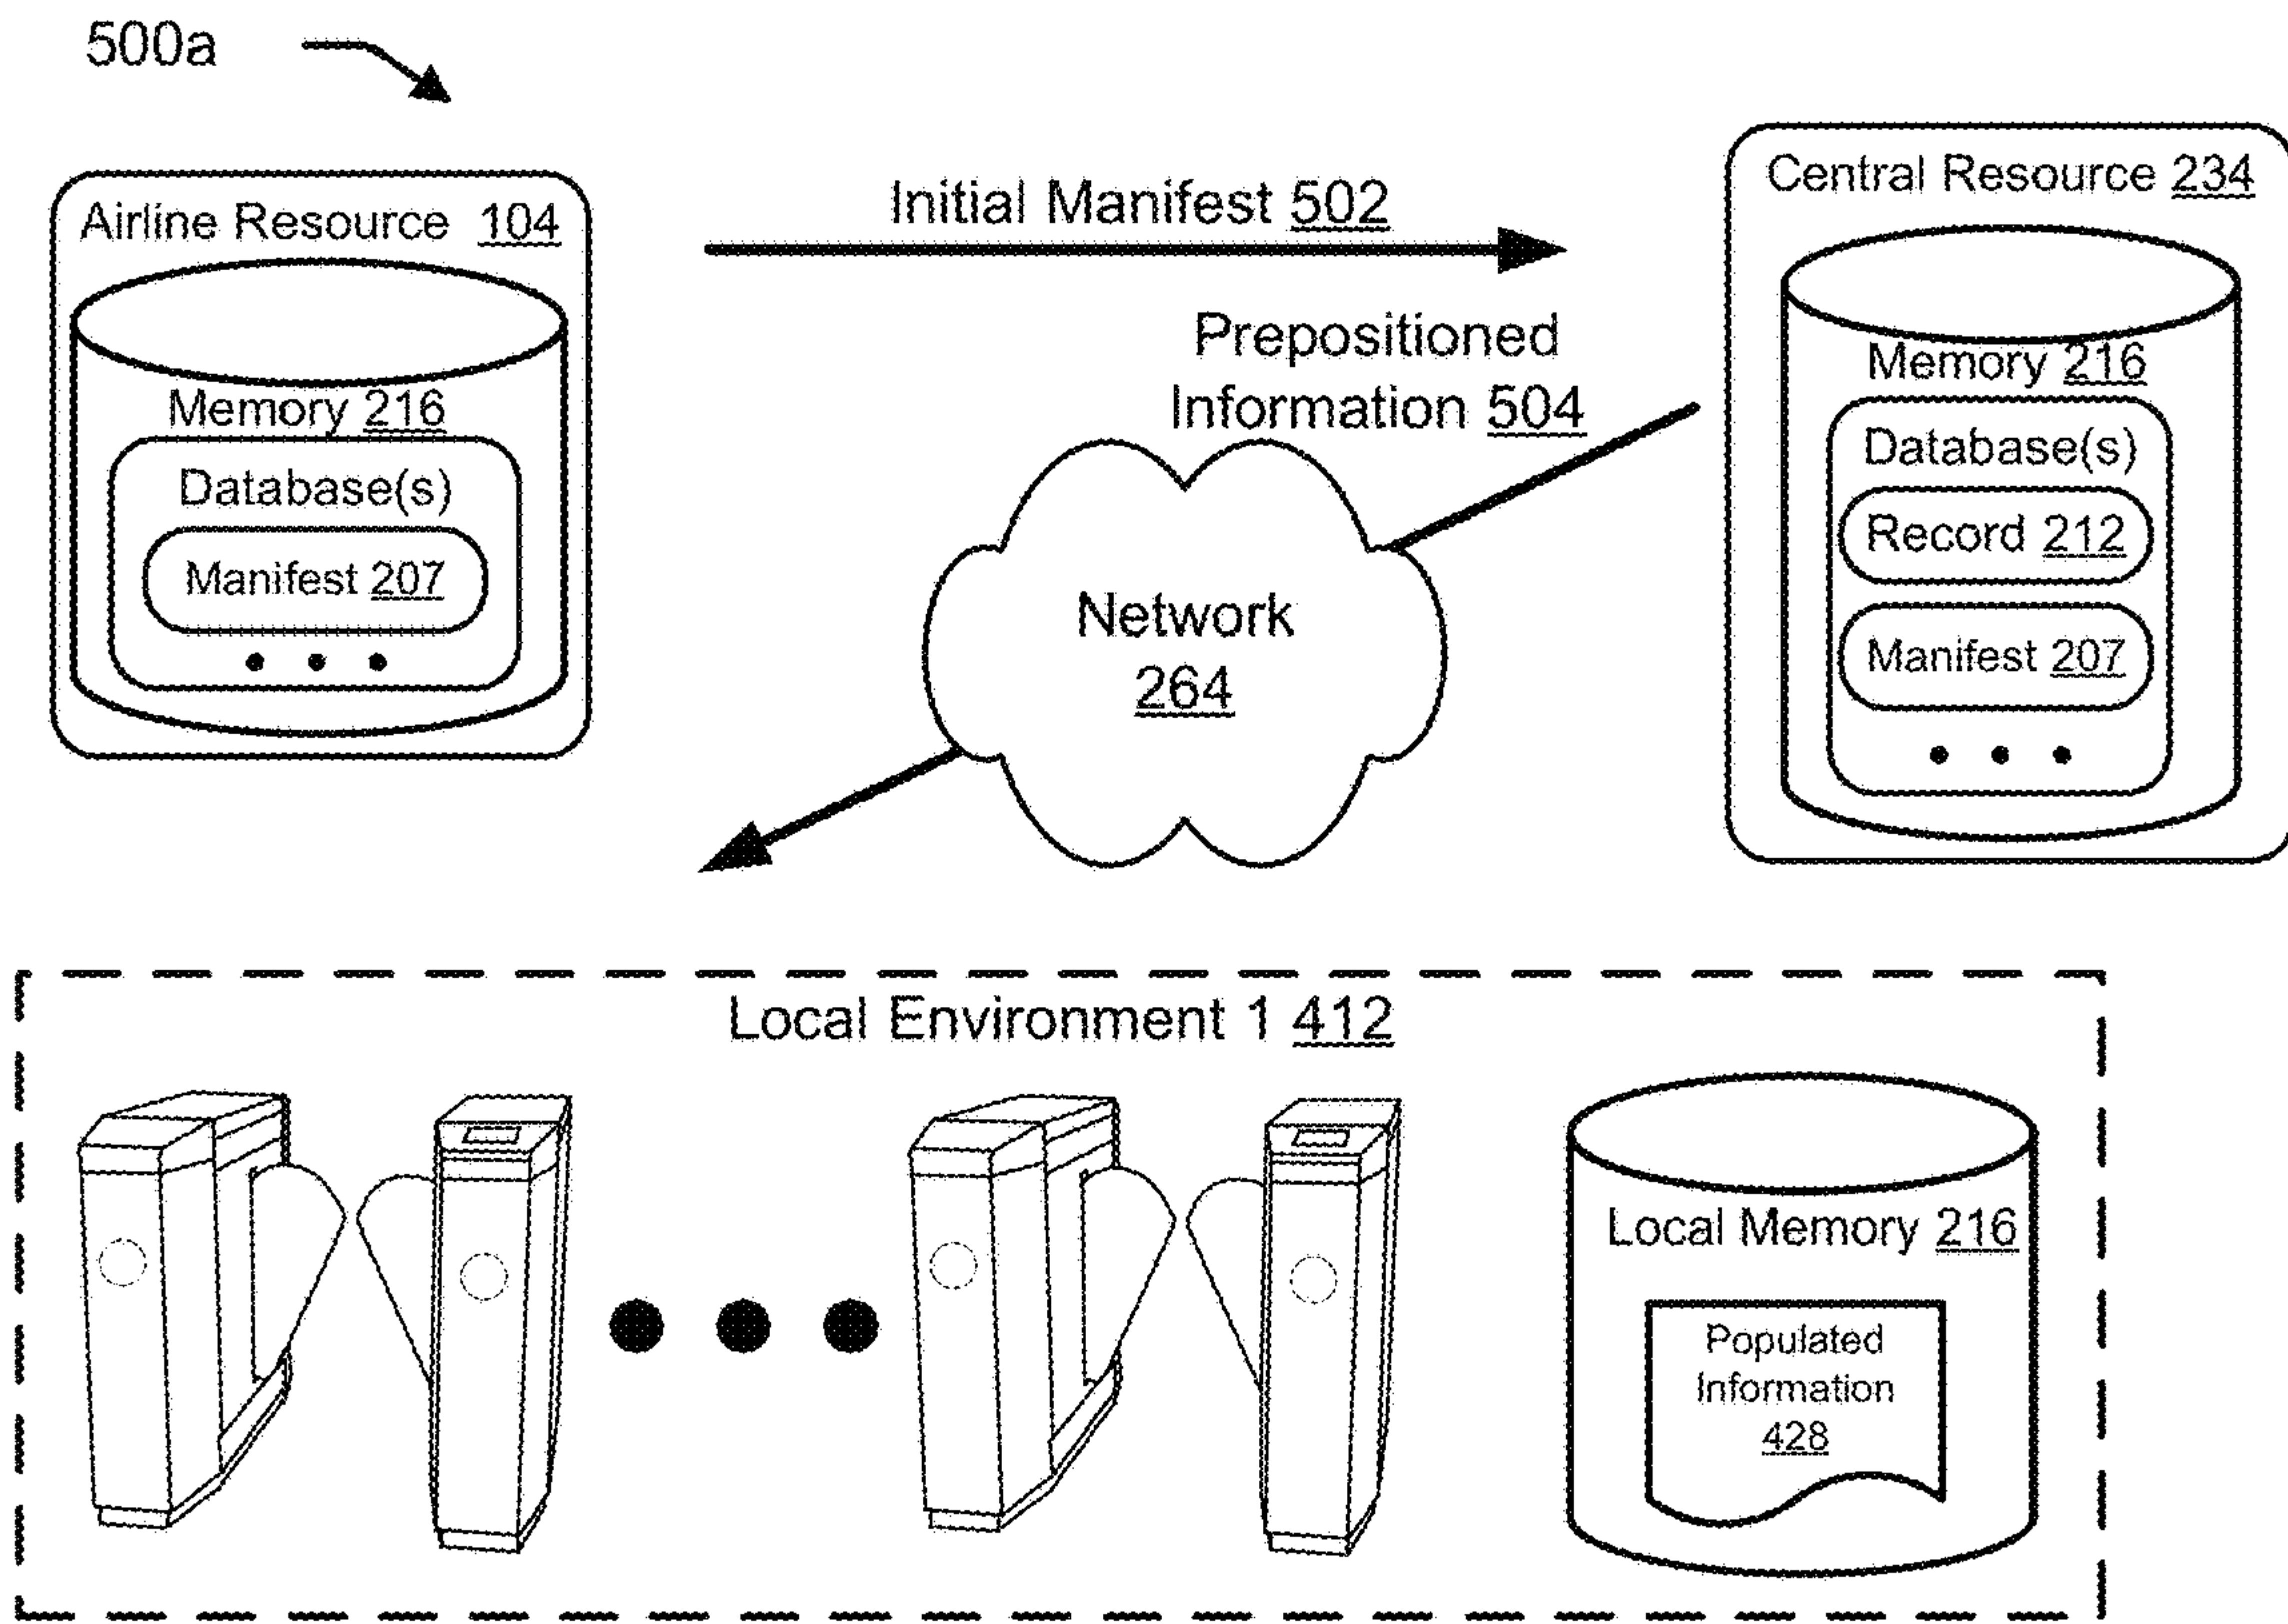 500a
Airline Resource 104
Memory 216
Database(s)
Manifest 207
Initial Manifest 502
Prepositioned
Information 504
Network
264
Central Resource 234
Memory 216
Database(s)
Record 212
Manifest 207
Local Environment 1 412
Local Memory 216
Populated
Information
428